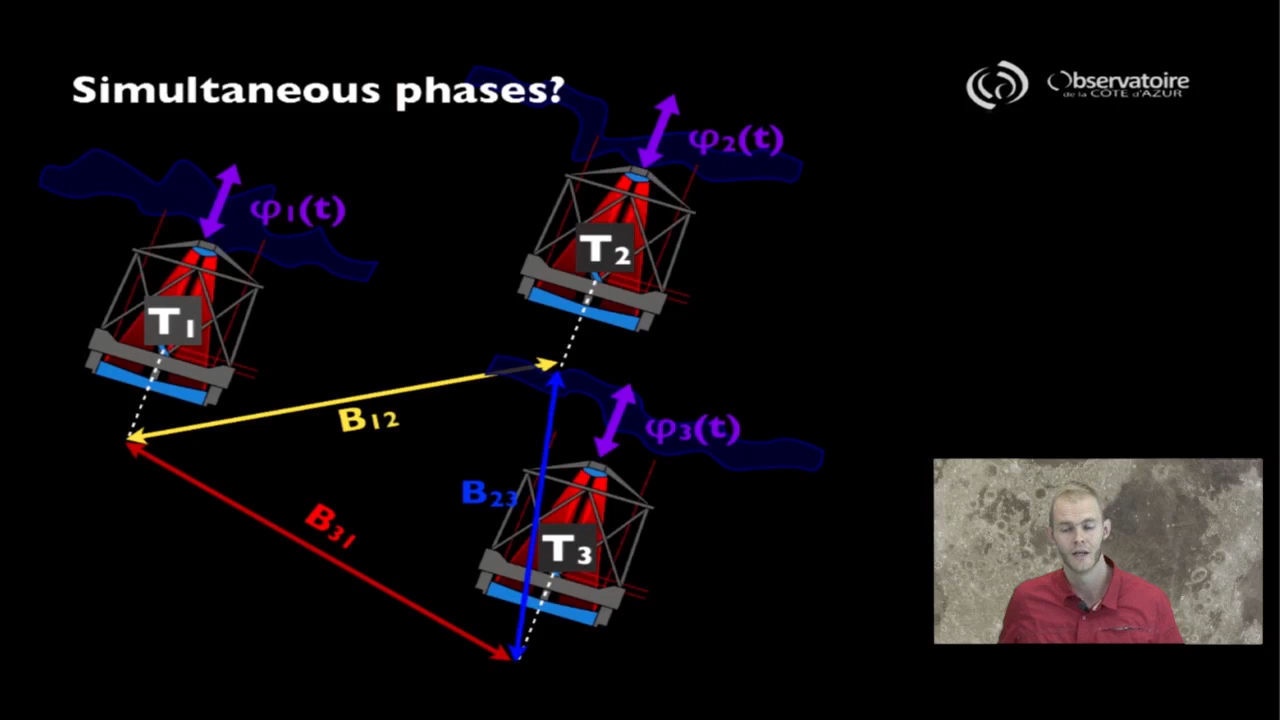 Simultaneous phases?
Observatoire
de la CÔTE d'AZUR
φ₂(t)
φ₁(t)
T₂
T₁
B₁₂
φ₃(t)
B₂₃
B₃₁
T₃